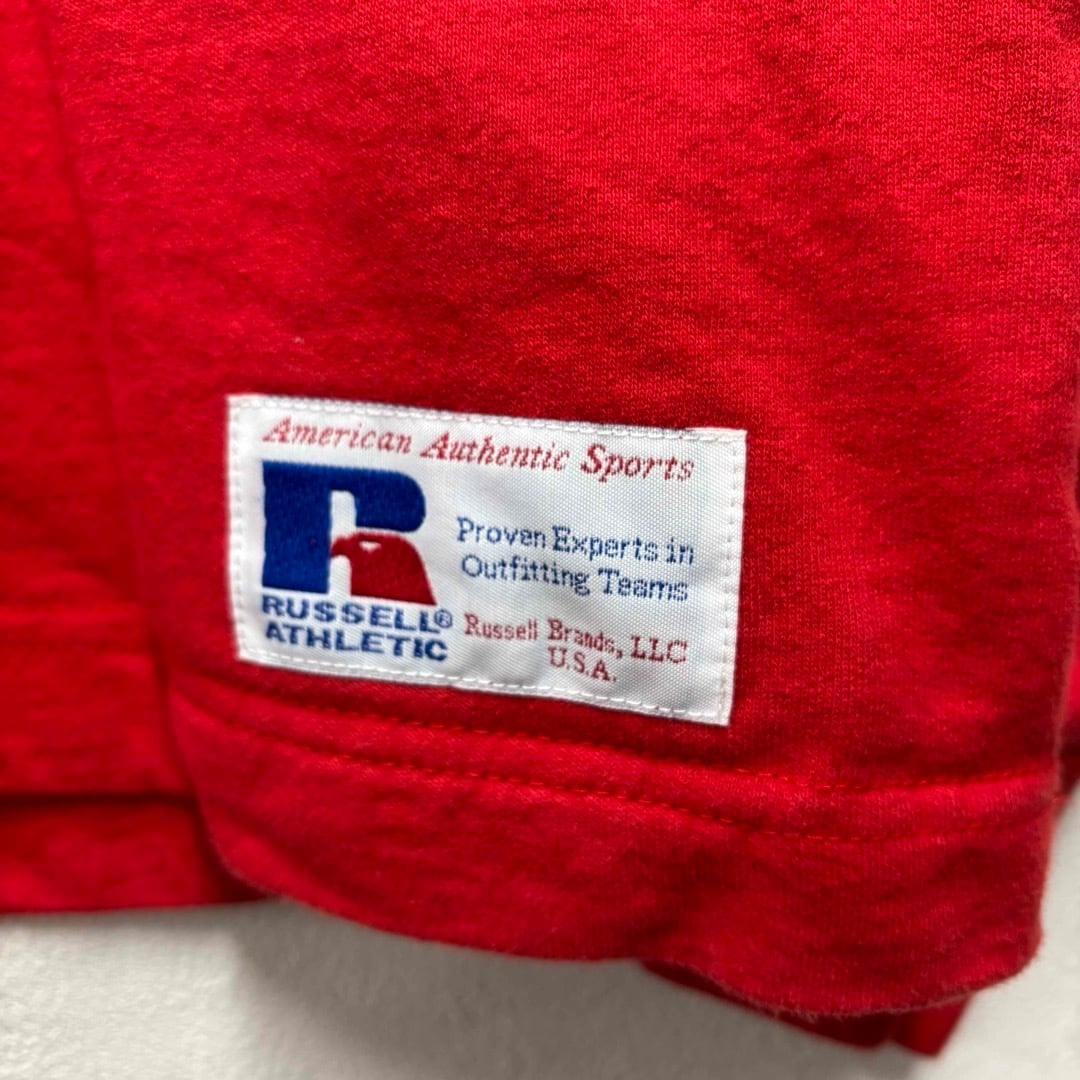 American Authentic Sports
R
Proven Experts in
Outfitting Teams
RUSSELL®
ATHLETIC
Russell Brands, LLC
U.S.A.